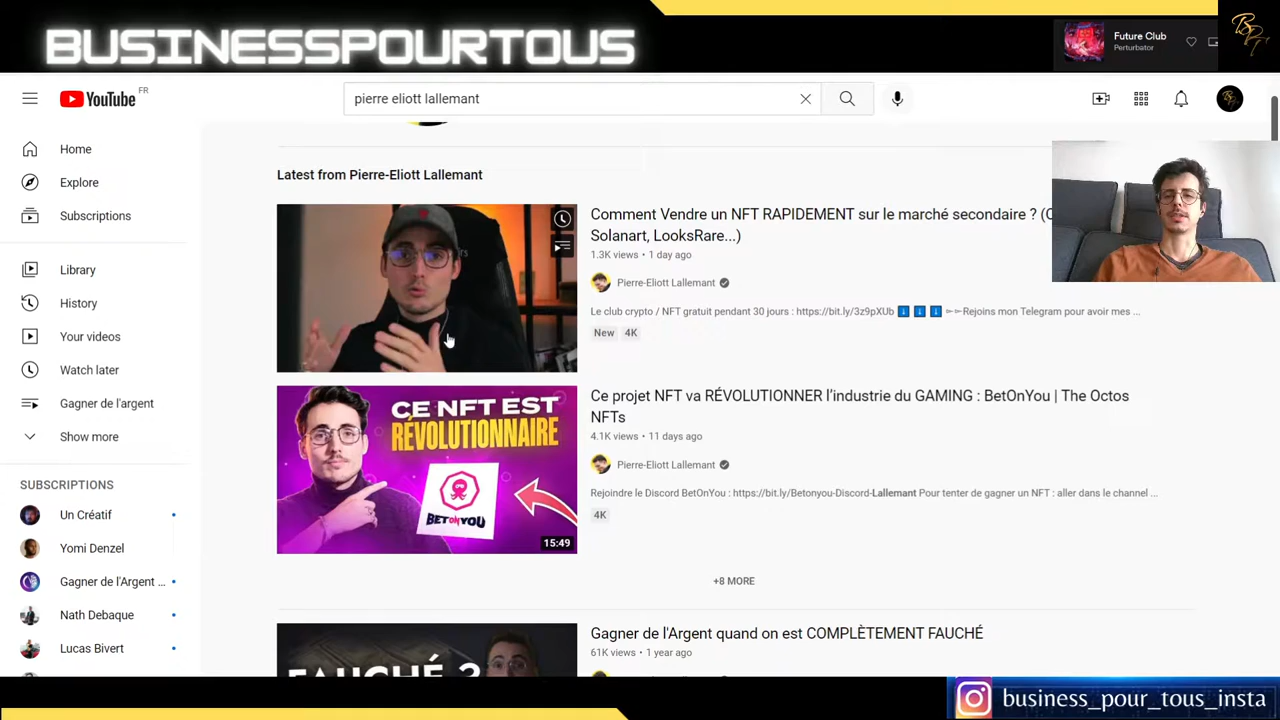 BUSINESSPOURTOUS
Future Club
Perturbator
YouTube FR
pierre eliott lallemant
Home
Explore
Subscriptions
Library
History
Your videos
Watch later
Gagner de l'argent
Show more
SUBSCRIPTIONS
Un Créatif
Yomi Denzel
Gagner de l'Argent ...
Nath Debaque
Lucas Bivert
Latest from Pierre-Eliott Lallemant
Comment Vendre un NFT RAPIDEMENT sur le marché secondaire ? (
Solanart, LooksRare...)
1.3K views • 1 day ago
Pierre-Eliott Lallemant
Le club crypto / NFT gratuit pendant 30 jours : https://bit.ly/3z9pXUb ⬇️ ⬇️ ⬇️ ➳➳Rejoins mon Telegram pour avoir mes ...
New 4K
CE NFT EST
RÉVOLUTIONNAIRE
BETONYOU
15:49
Ce projet NFT va RÉVOLUTIONNER l'industrie du GAMING : BetOnYou | The Octos
NFTs
4.1K views • 11 days ago
Pierre-Eliott Lallemant
Rejoindre le Discord BetOnYou : https://bit.ly/Betonyou-Discord-Lallemant Pour tenter de gagner un NFT : aller dans le channel ...
4K
+8 MORE
FAUCHÉ ?
Gagner de l'Argent quand on est COMPLÈTEMENT FAUCHÉ
61K views • 1 year ago
business_pour_tous_insta